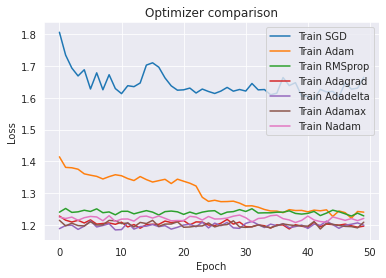 Optimizer comparison
1.8
1.7
1.6
1.5
1.4
1.3
1.2
Loss
0
10
20
30
40
50
Epoch
Train SGD
Train Adam
Train RMSprop
Train Adagrad
Train Adadelta
Train Adamax
Train Nadam